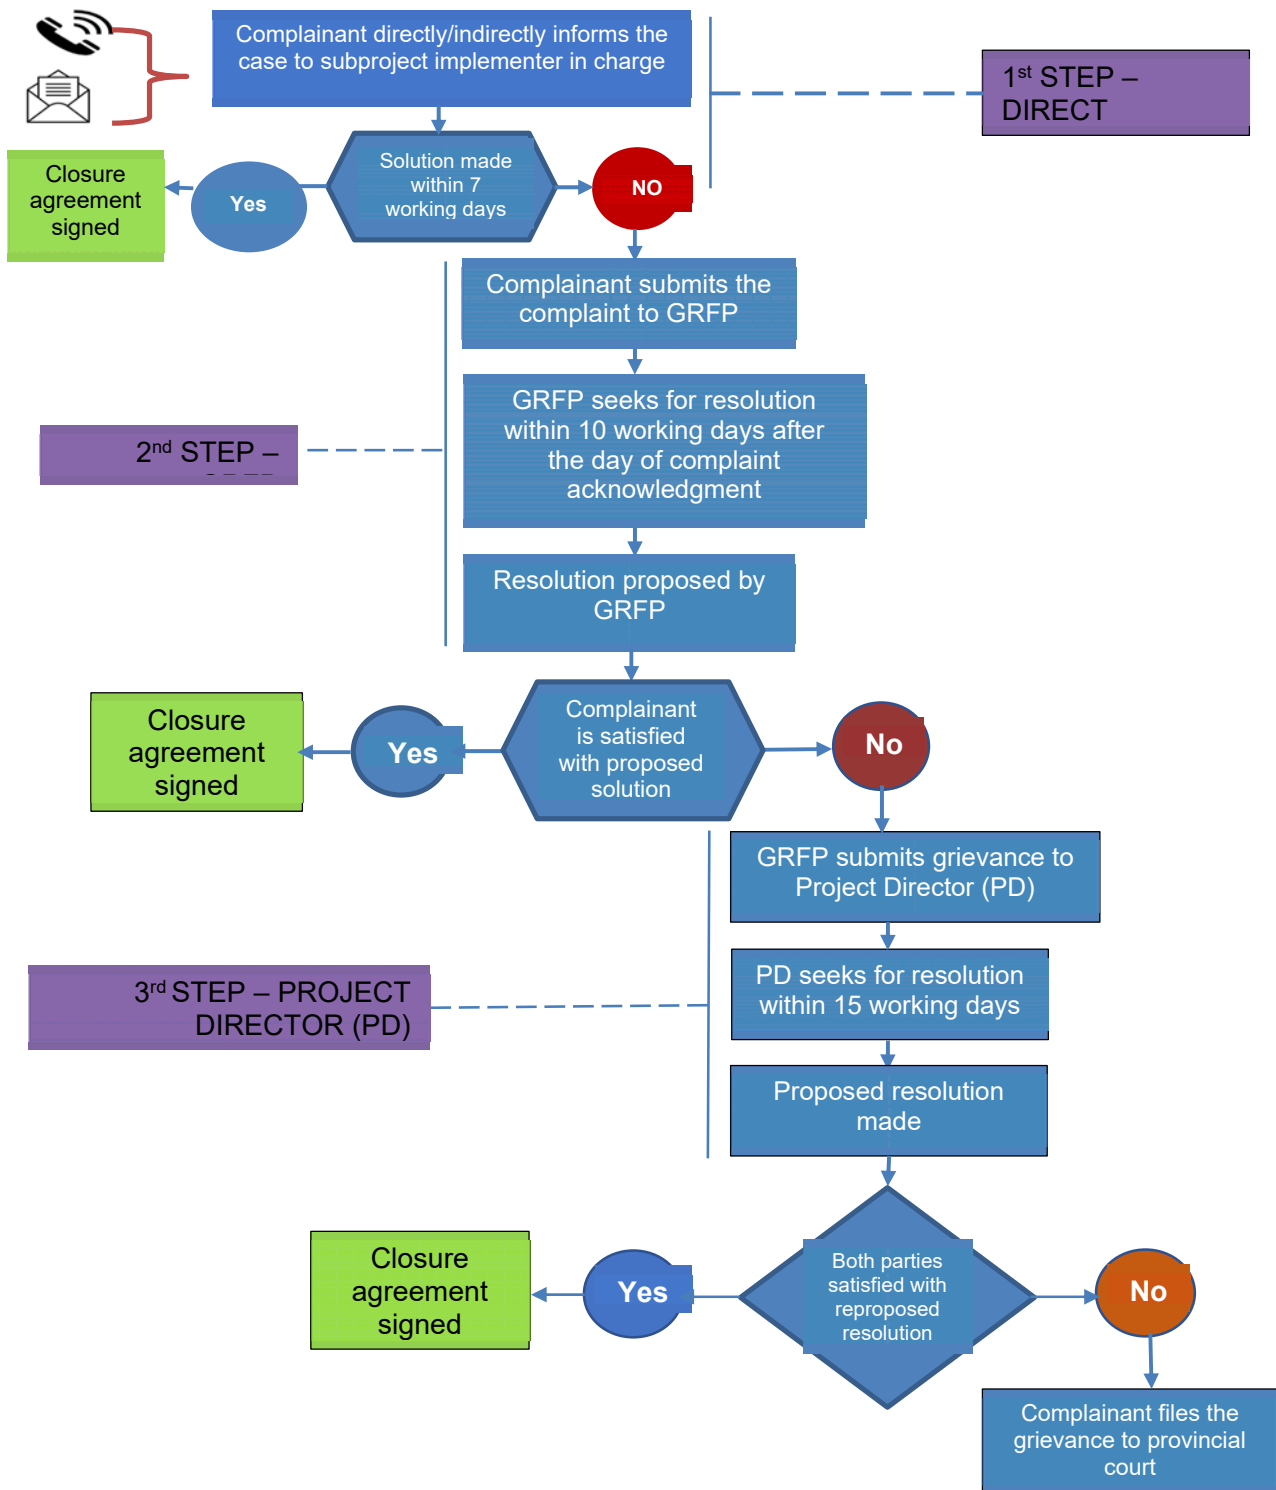 Complainant directly/indirectly informs the
case to subproject implementer in charge
1st STEP –
DIRECT
Closure
agreement
signed
Yes
Solution made
within 7
working days
NO
Complainant submits the
complaint to GRFP
GRFP seeks for resolution
within 10 working days after
the day of complaint
acknowledgment
2nd STEP –
Resolution proposed by
GRFP
Closure
agreement
signed
Yes
Complainant
is satisfied
with proposed
solution
No
GRFP submits grievance to
Project Director (PD)
PD seeks for resolution
within 15 working days
3rd STEP – PROJECT
DIRECTOR (PD)
Proposed resolution
made
Closure
agreement
signed
Yes
Both parties
satisfied with
reproposed
resolution
No
Complainant files the
grievance to provincial
court